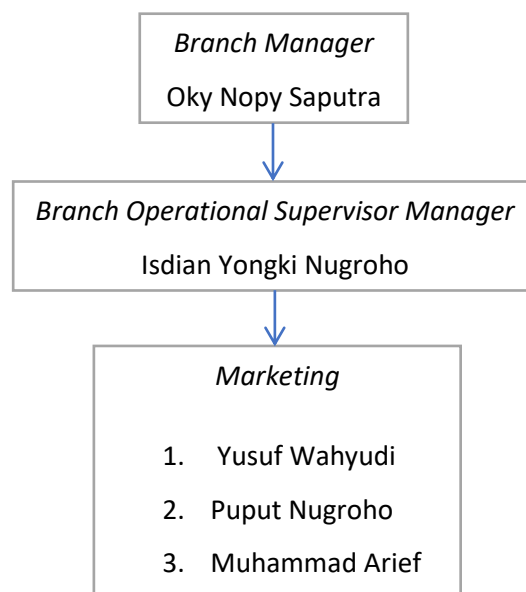 Branch Manager
Oky Nopy Saputra
Branch Operational Supervisor Manager
Isdian Yongki Nugroho
Marketing
1. Yusuf Wahyudi
2. Puput Nugroho
3. Muhammad Arief